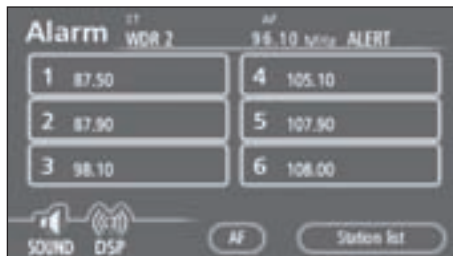 ST AF
Alarm WDR 2 96.10 MHz ALERT
1 87.50
4 105.10
2 87.90
5 107.90
3 98.10
6 108.00
SOUND DSP AF Station list